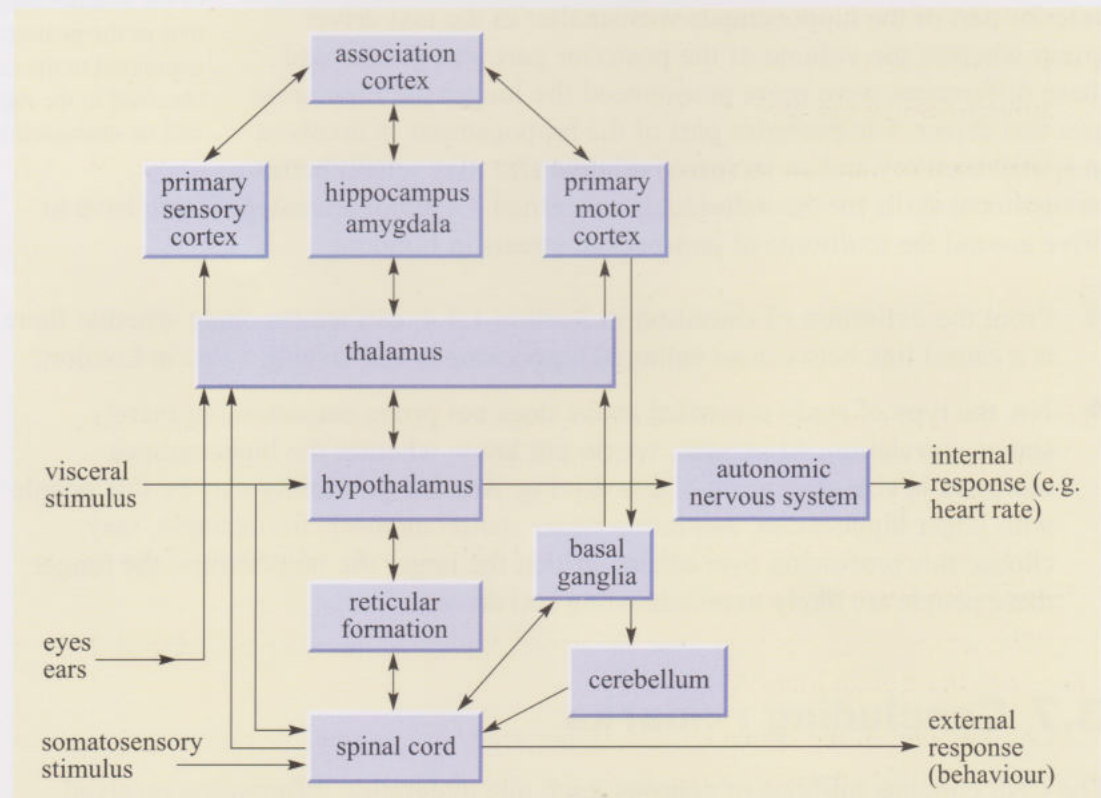 association
cortex
primary
sensory
cortex
hippocampus
amygdala
primary
motor
cortex
thalamus
visceral
stimulus
hypothalamus
autonomic
nervous system
internal
response (e.g.
heart rate)
basal
ganglia
reticular
formation
eyes
ears
cerebellum
spinal cord
somatosensory
stimulus
external
response
(behaviour)